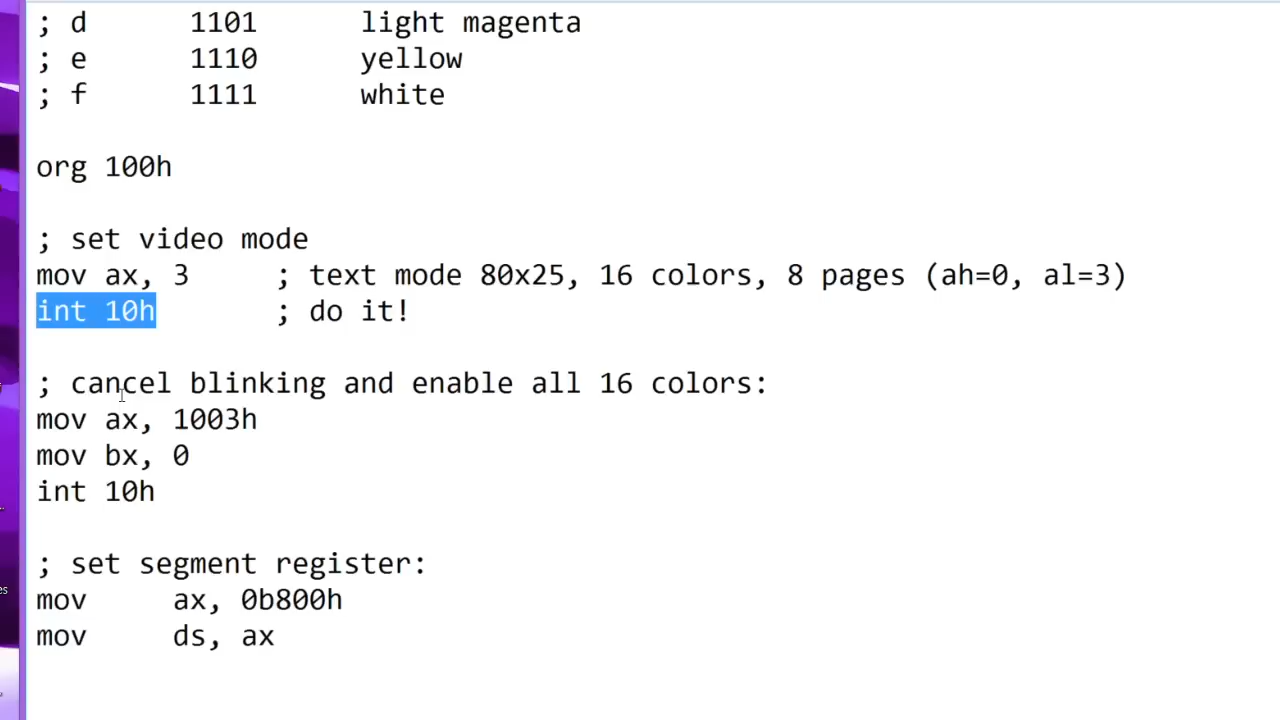 ; d      1101      light magenta
; e      1110      yellow
; f      1111      white
org 100h
; set video mode
mov ax, 3     ; text mode 80x25, 16 colors, 8 pages (ah=0, al=3)
int 10h       ; do it!
; cancel blinking and enable all 16 colors:
mov ax, 1003h
mov bx, 0
int 10h
; set segment register:
mov     ax, 0b800h
mov     ds, ax